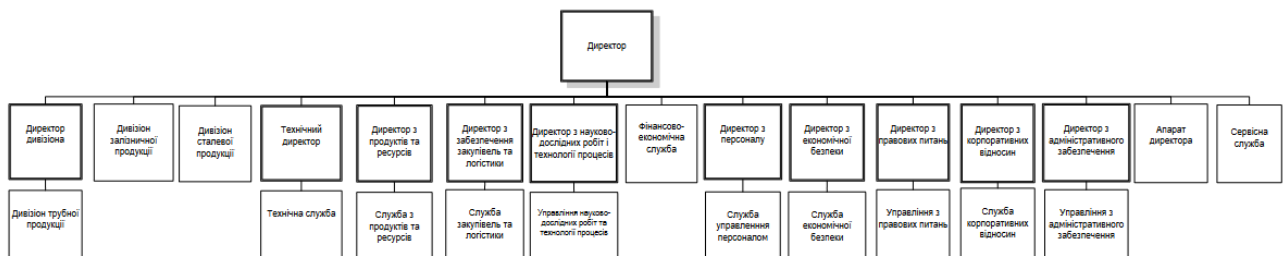 Директор
Директор
дивізіона
Дивізіон
залізничної
продукції
Дивізіон
сталевої
продукції
Технічний
директор
Директор з
продуктів та
ресурсів
Директор з
забезпечення
закупівель та
логістики
Директор з науково-
дослідних робіт і
технології процесів
Фінансово-
економічна
служба
Директор з
персоналу
Директор з
економічної
безпеки
Директор з
правових питань
Директор з
корпоративних
відносин
Директор з
адміністративного
забезпечення
Апарат
директора
Сервісна
служба
Дивізіон трубної
продукції
Технічна служба
Служба з
продуктів та
ресурсів
Служба
закупівель та
логістики
Управління науково-
дослідних робіт та
технології процесів
Служба
управлінння
персоналом
Служба
економічної
безпеки
Управління з
правових питань
Служба
корпоративних
відносин
Управління з
адміністративного
забезпечення